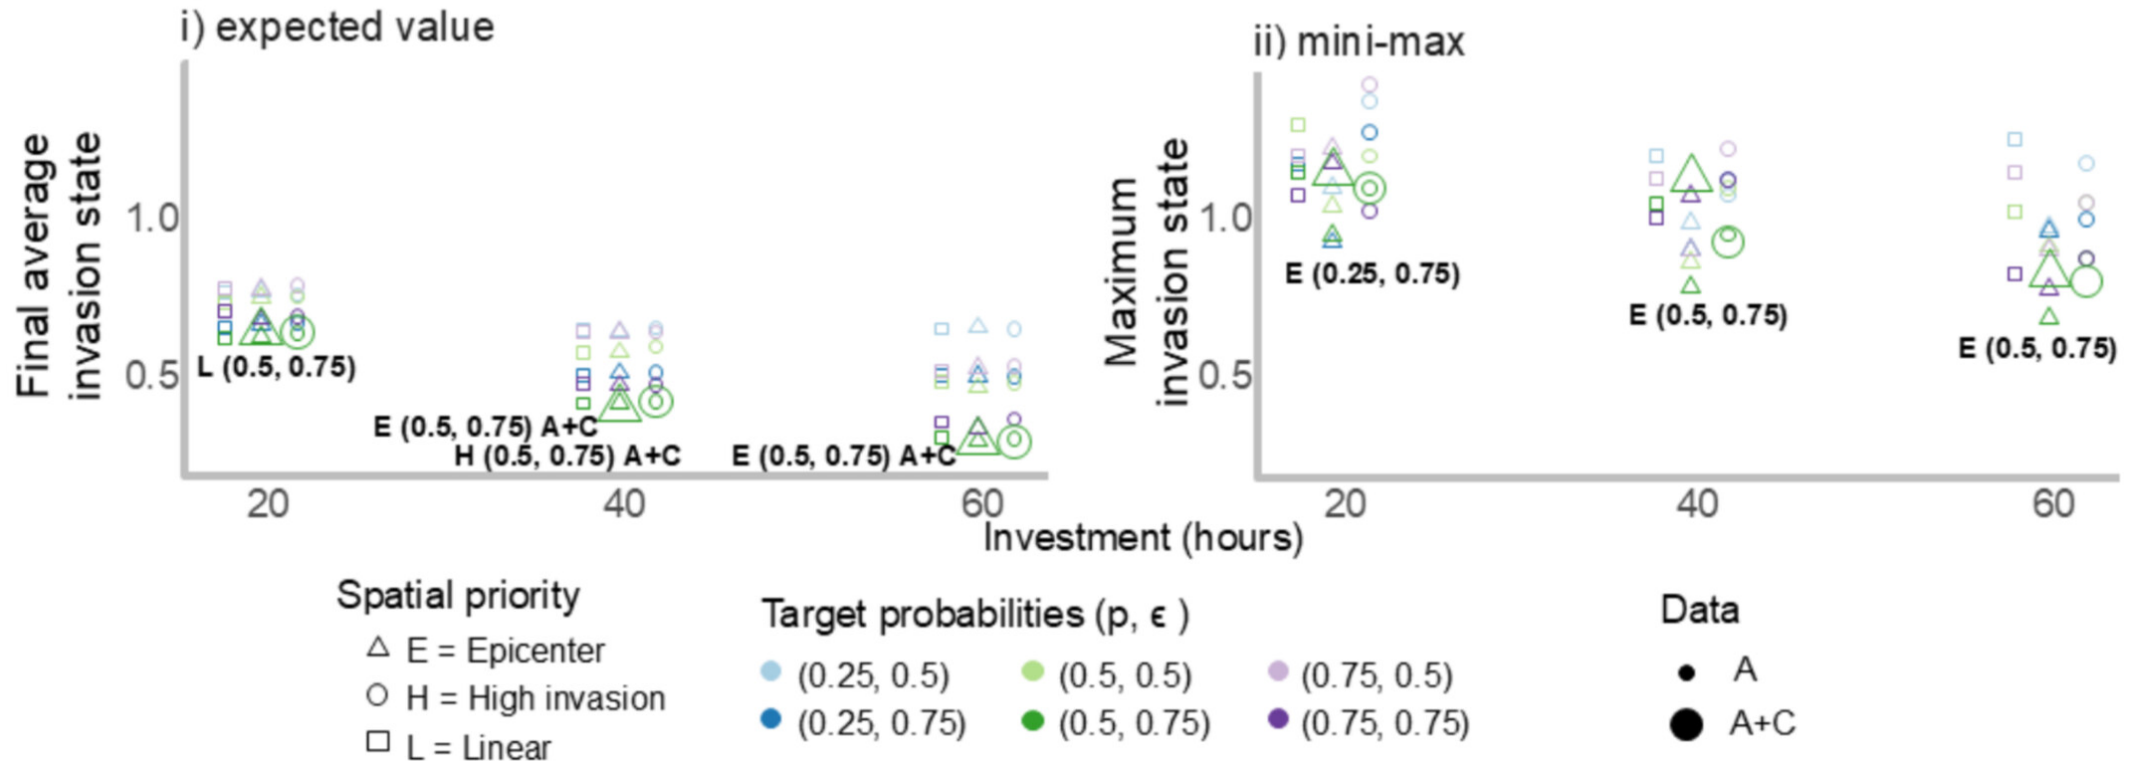 i) expected value
ii) mini-max
Final average
invasion state
1.0
0.5
L (0.5, 0.75)
E (0.5, 0.75) A+C
H (0.5, 0.75) A+C
E (0.5, 0.75) A+C
20
40
60
Maximum
invasion state
1.0
0.5
E (0.25, 0.75)
E (0.5, 0.75)
E (0.5, 0.75)
20
40
60
Investment (hours)
Spatial priority
E = Epicenter
H = High invasion
L = Linear
Target probabilities (p, ϵ )
(0.25, 0.5)
(0.5, 0.5)
(0.75, 0.5)
(0.25, 0.75)
(0.5, 0.75)
(0.75, 0.75)
Data
A
A+C